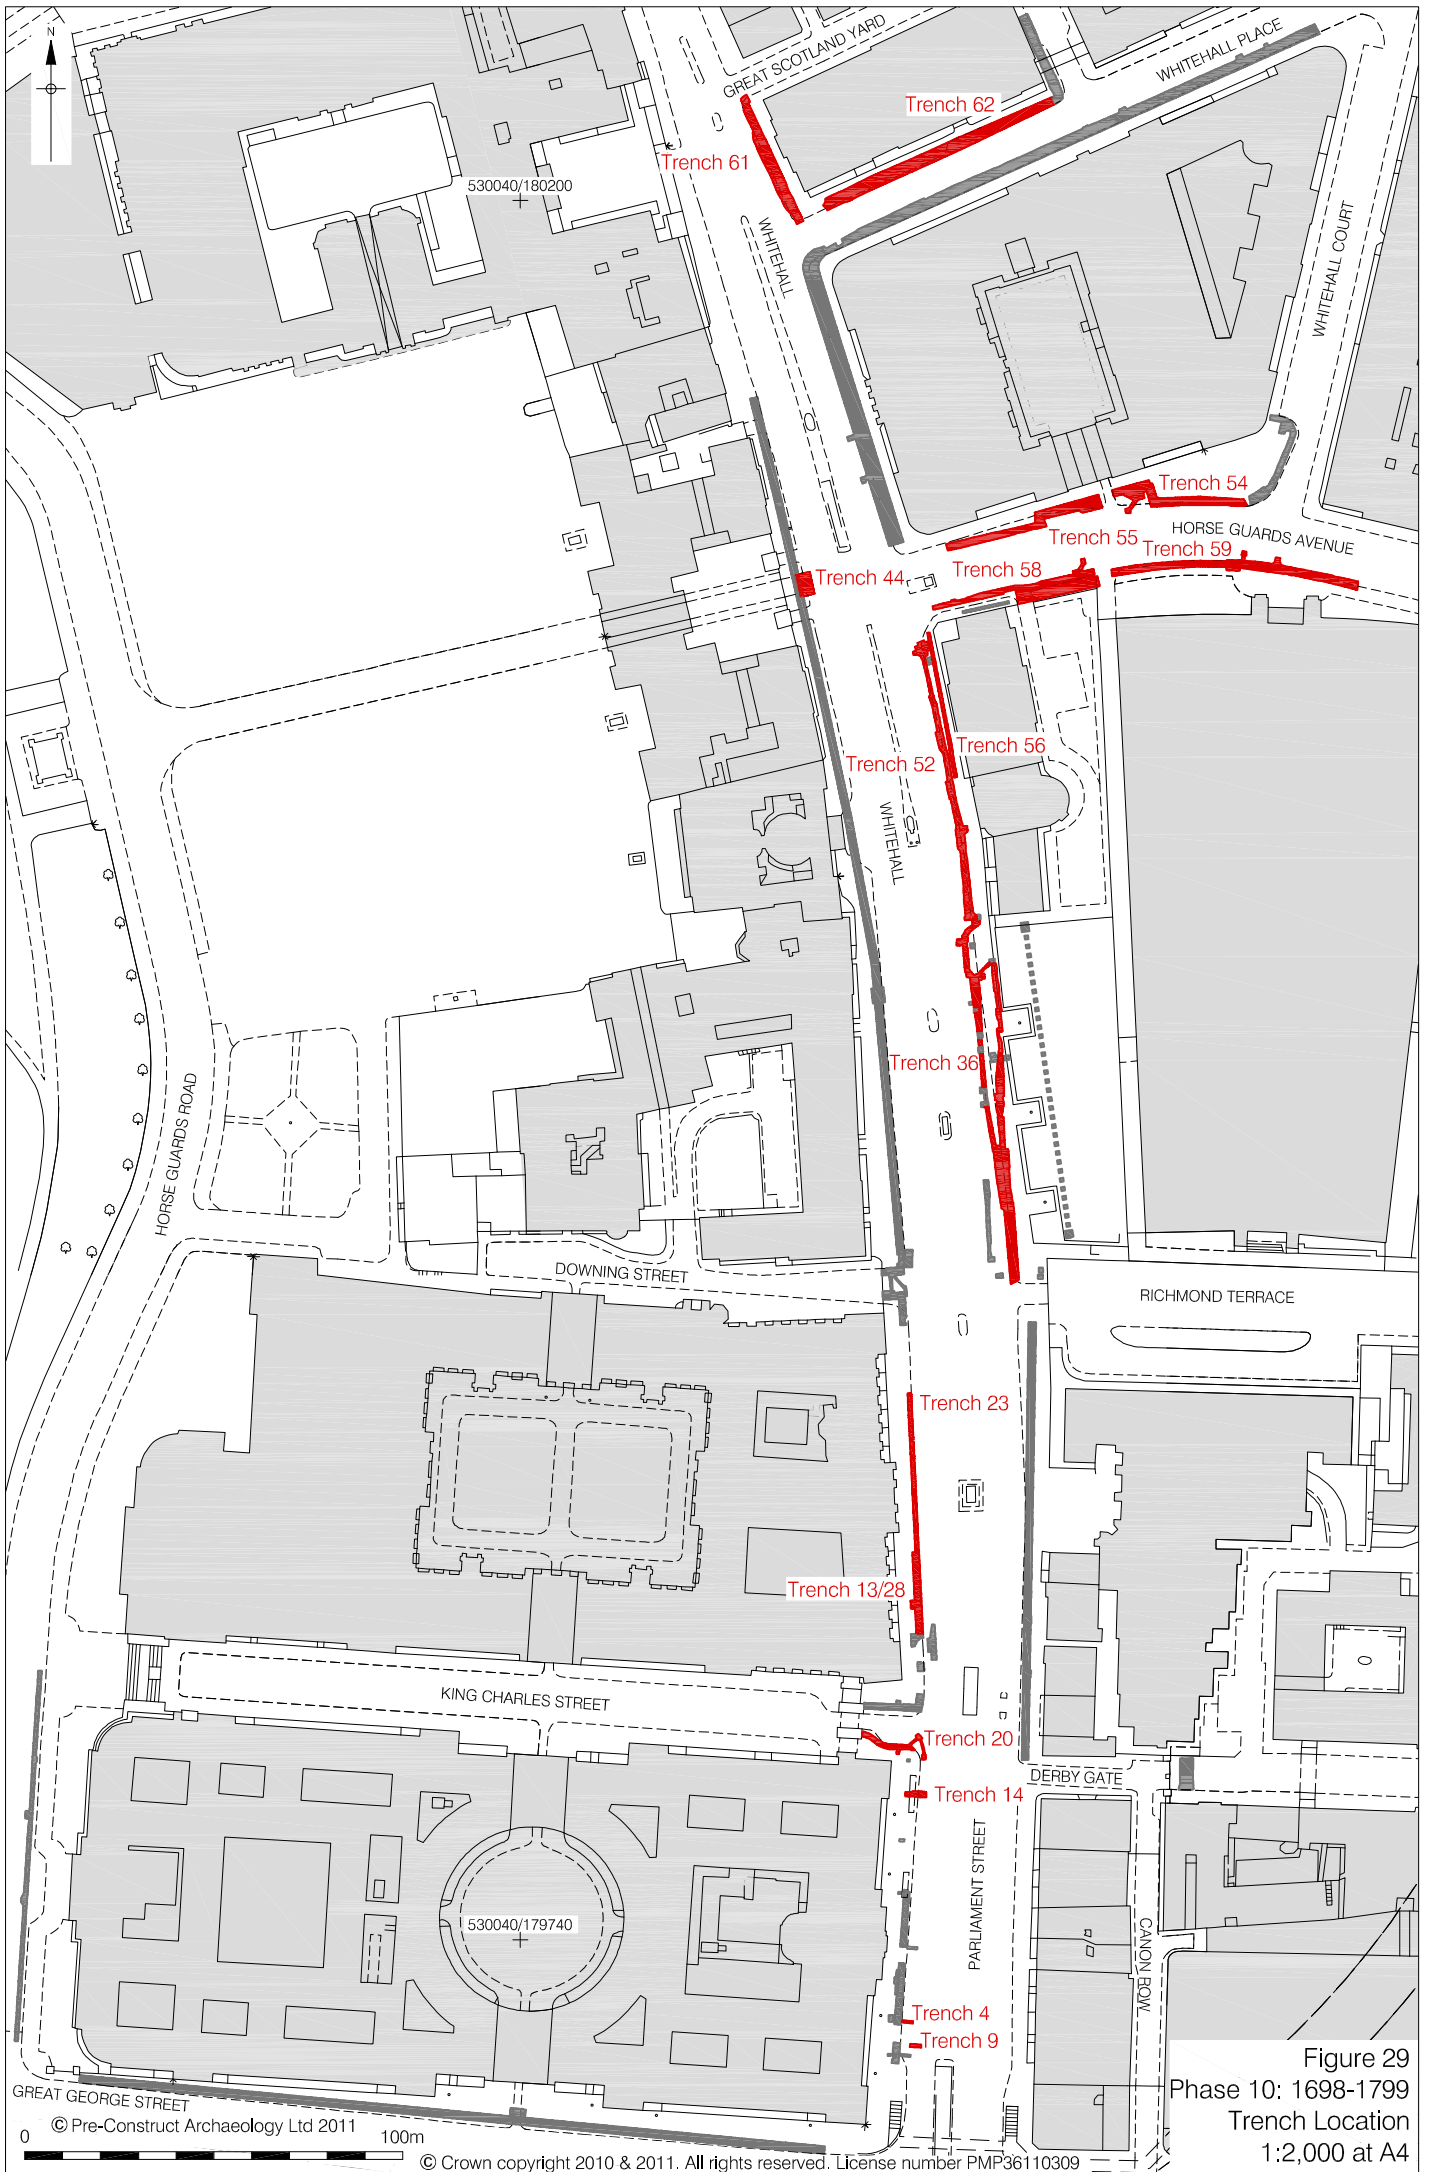 N
GREAT SCOTLAND YARD
WHITEHALL PLACE
Trench 62
Trench 61
530040/180200
WHITEHALL
WHITEHALL COURT
Trench 54
HORSE GUARDS AVENUE
Trench 55
Trench 59
Trench 58
Trench 44
Trench 56
Trench 52
WHITEHALL
Trench 36
HORSE GUARDS ROAD
DOWNING STREET
RICHMOND TERRACE
Trench 23
Trench 13/28
KING CHARLES STREET
Trench 20
DERBY GATE
Trench 14
PARLIAMENT STREET
530040/179740
CANON ROW
Trench 4
Trench 9
Figure 29
Phase 10: 1698-1799
Trench Location
1:2,000 at A4
GREAT GEORGE STREET
© Pre-Construct Archaeology Ltd 2011
0 100m
© Crown copyright 2010 & 2011. All rights reserved. License number PMP36110309